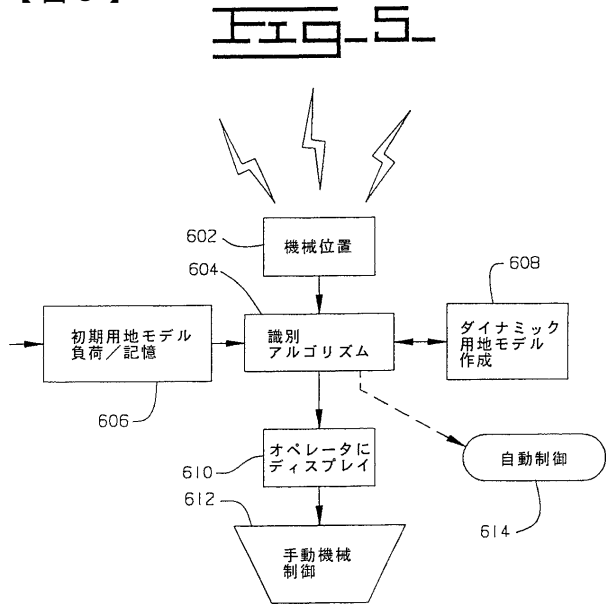 Fig_5_
602
機械位置
604
608
初期用地モデル
負荷/記憶
識別
アルゴリズム
ダイナミック
用地モデル
作成
606
610
オペレータに
ディスプレイ
自動制御
612
614
手動機械
制御